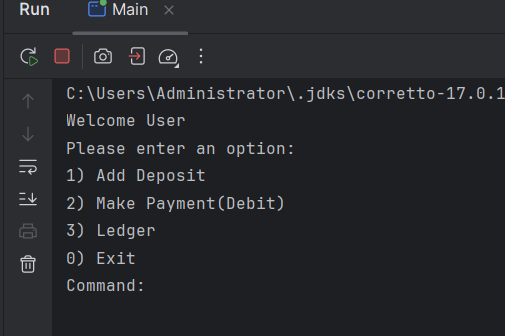 Run
Main
C:\Users\Administrator\.jdks\corretto-17.0.1
Welcome User
Please enter an option:
1) Add Deposit
2) Make Payment(Debit)
3) Ledger
0) Exit
Command: